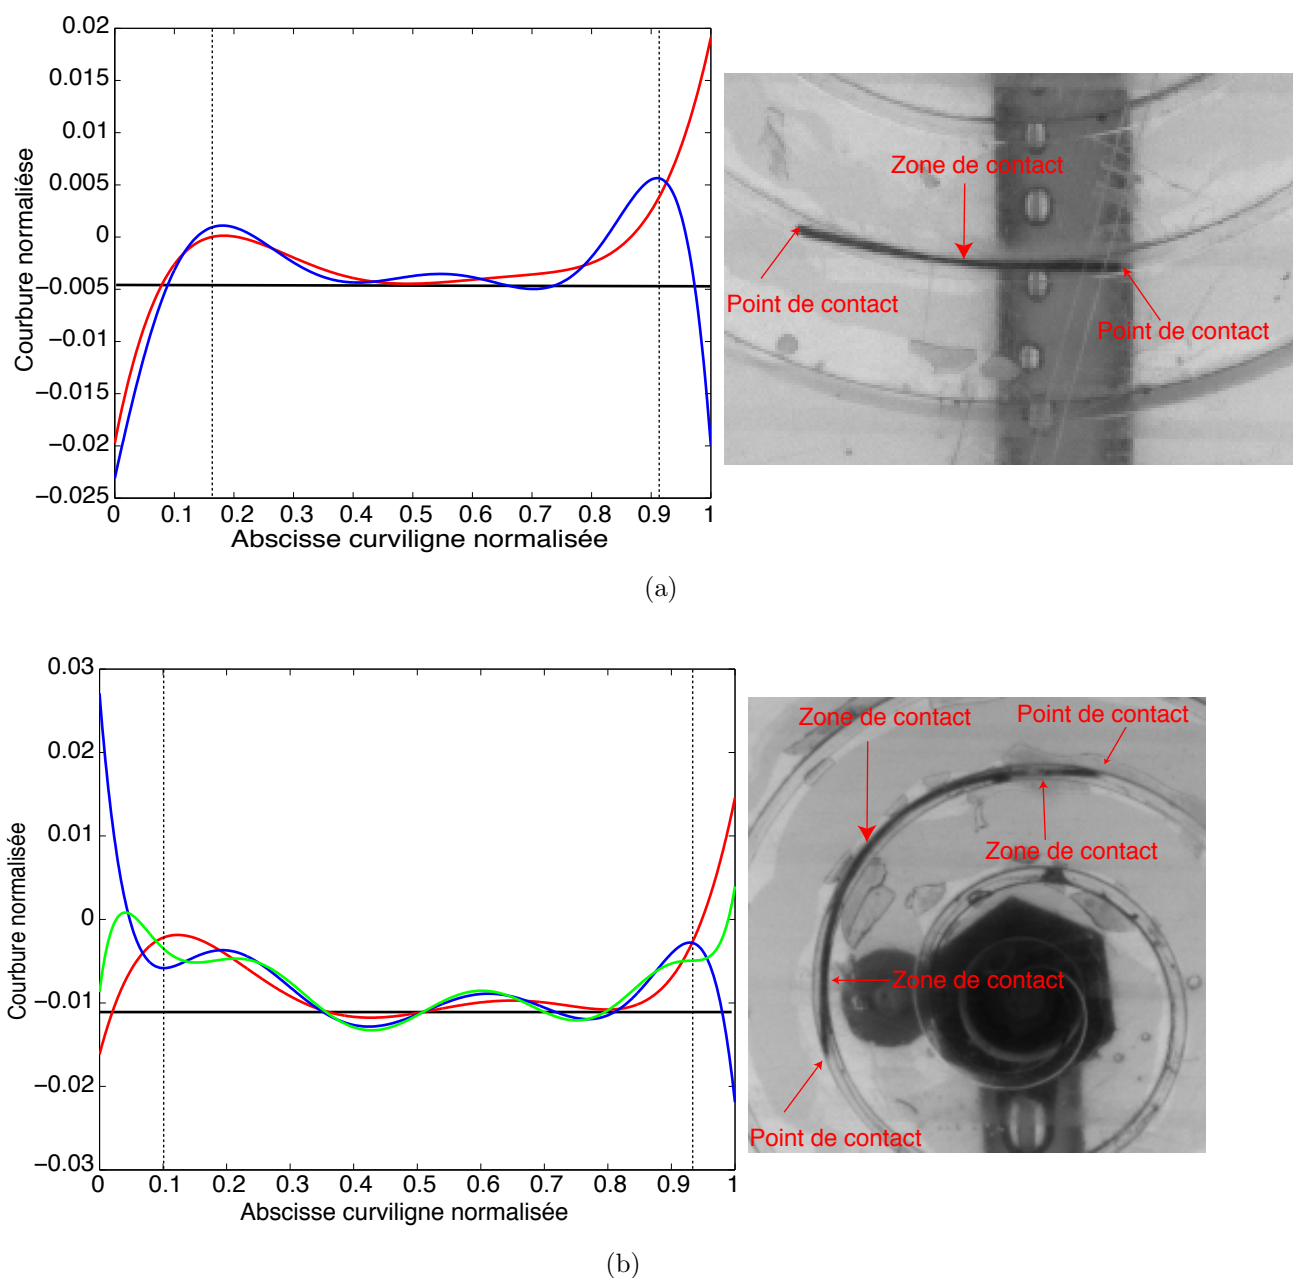 0.02
0.015
0.01
0.005
0
−0.005
−0.01
−0.015
−0.02
−0.025
Courbure normaliése
0 0.1 0.2 0.3 0.4 0.5 0.6 0.7 0.8 0.9 1
Abscisse curviligne normalisée
Zone de contact
Point de contact
Point de contact
(a)
0.03
0.02
0.01
0
−0.01
−0.02
−0.03
Courbure normalisée
0 0.1 0.2 0.3 0.4 0.5 0.6 0.7 0.8 0.9 1
Abscisse curviligne normalisée
Zone de contact
Point de contact
Zone de contact
Zone de contact
Point de contact
(b)